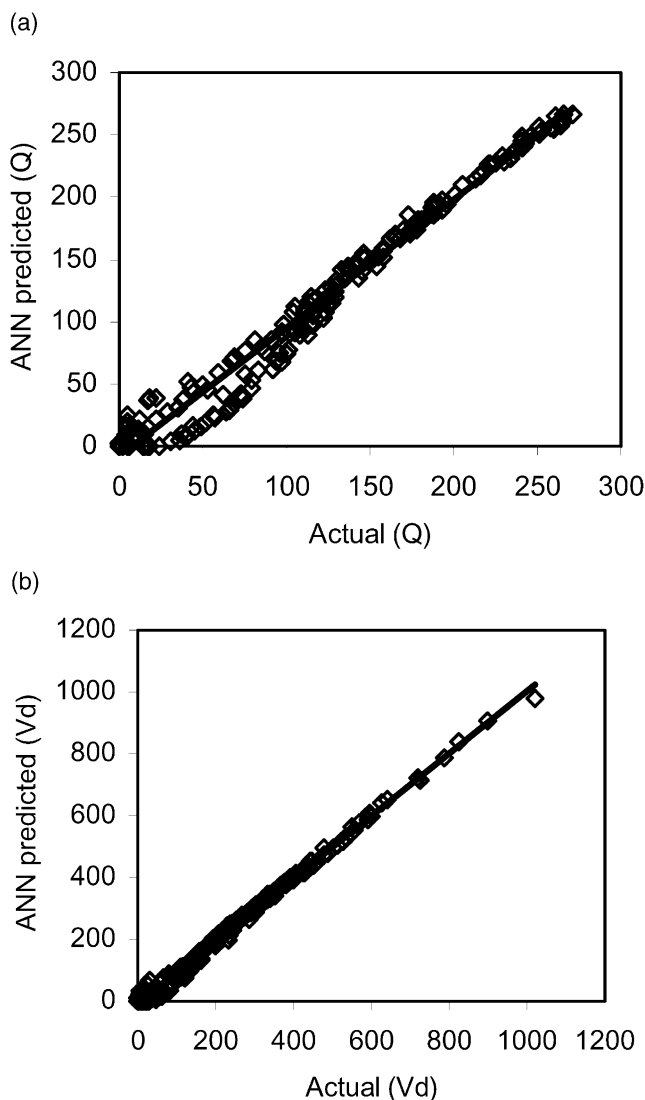 (a)
300
250
200
150
100
50
0
ANN predicted (Q)
0 50 100 150 200 250 300
Actual (Q)
(b)
1200
1000
800
600
400
200
0
ANN predicted (Vd)
0 200 400 600 800 1000 1200
Actual (Vd)